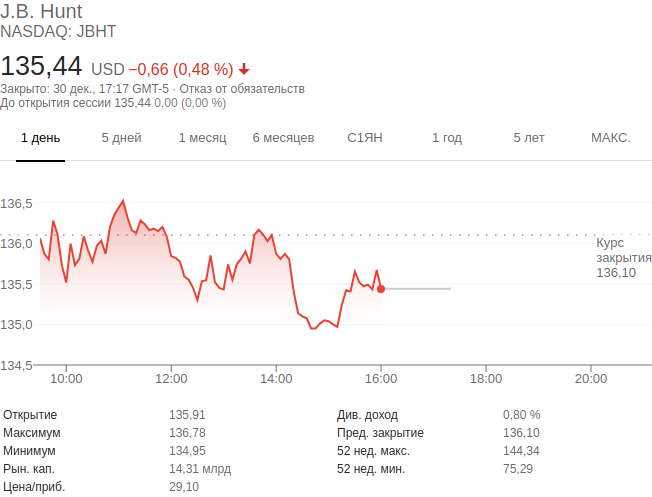 J.B. Hunt
NASDAQ: JBHT
135,44 USD −0,66 (0,48 %)
Закрыто: 30 дек., 17:17 GMT-5 · Отказ от обязательств
До открытия сессии 135,44 0,00 (0,00 %)
1 день 5 дней 1 месяц 6 месяцев С1ЯН 1 год 5 лет МАКС.
136,5
136,0
135,5
135,0
134,5
Курс
закрытия
136,10
10:00 12:00 14:00 16:00 18:00 20:00
Открытие 135,91 Див. доход 0,80 %
Максимум 136,78 Пред. закрытие 136,10
Минимум 134,95 52 нед. макс. 144,34
Рын. кап. 14,31 млрд 52 нед. мин. 75,29
Цена/приб. 29,10